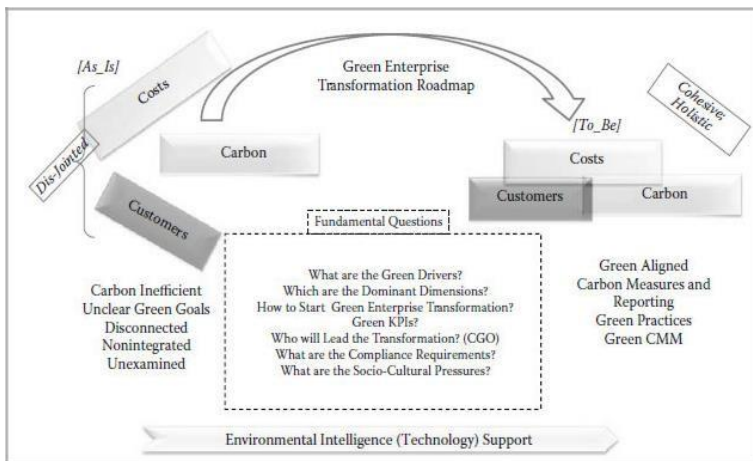 [As_Is]
Costs
Dis-Jointed
Carbon
Customers
Carbon Inefficient
Unclear Green Goals
Disconnected
Nonintegrated
Unexamined
Green Enterprise
Transformation Roadmap
Fundamental Questions
What are the Green Drivers?
Which are the Dominant Dimensions?
How to Start Green Enterprise Transformation?
Green KPIs?
Who will Lead the Transformation? (CGO)
What are the Compliance Requirements?
What are the Socio-Cultural Pressures?
Cohesive;
Holistic
[To_Be]
Costs
Customers
Carbon
Green Aligned
Carbon Measures and
Reporting
Green Practices
Green CMM
Environmental Intelligence (Technology) Support